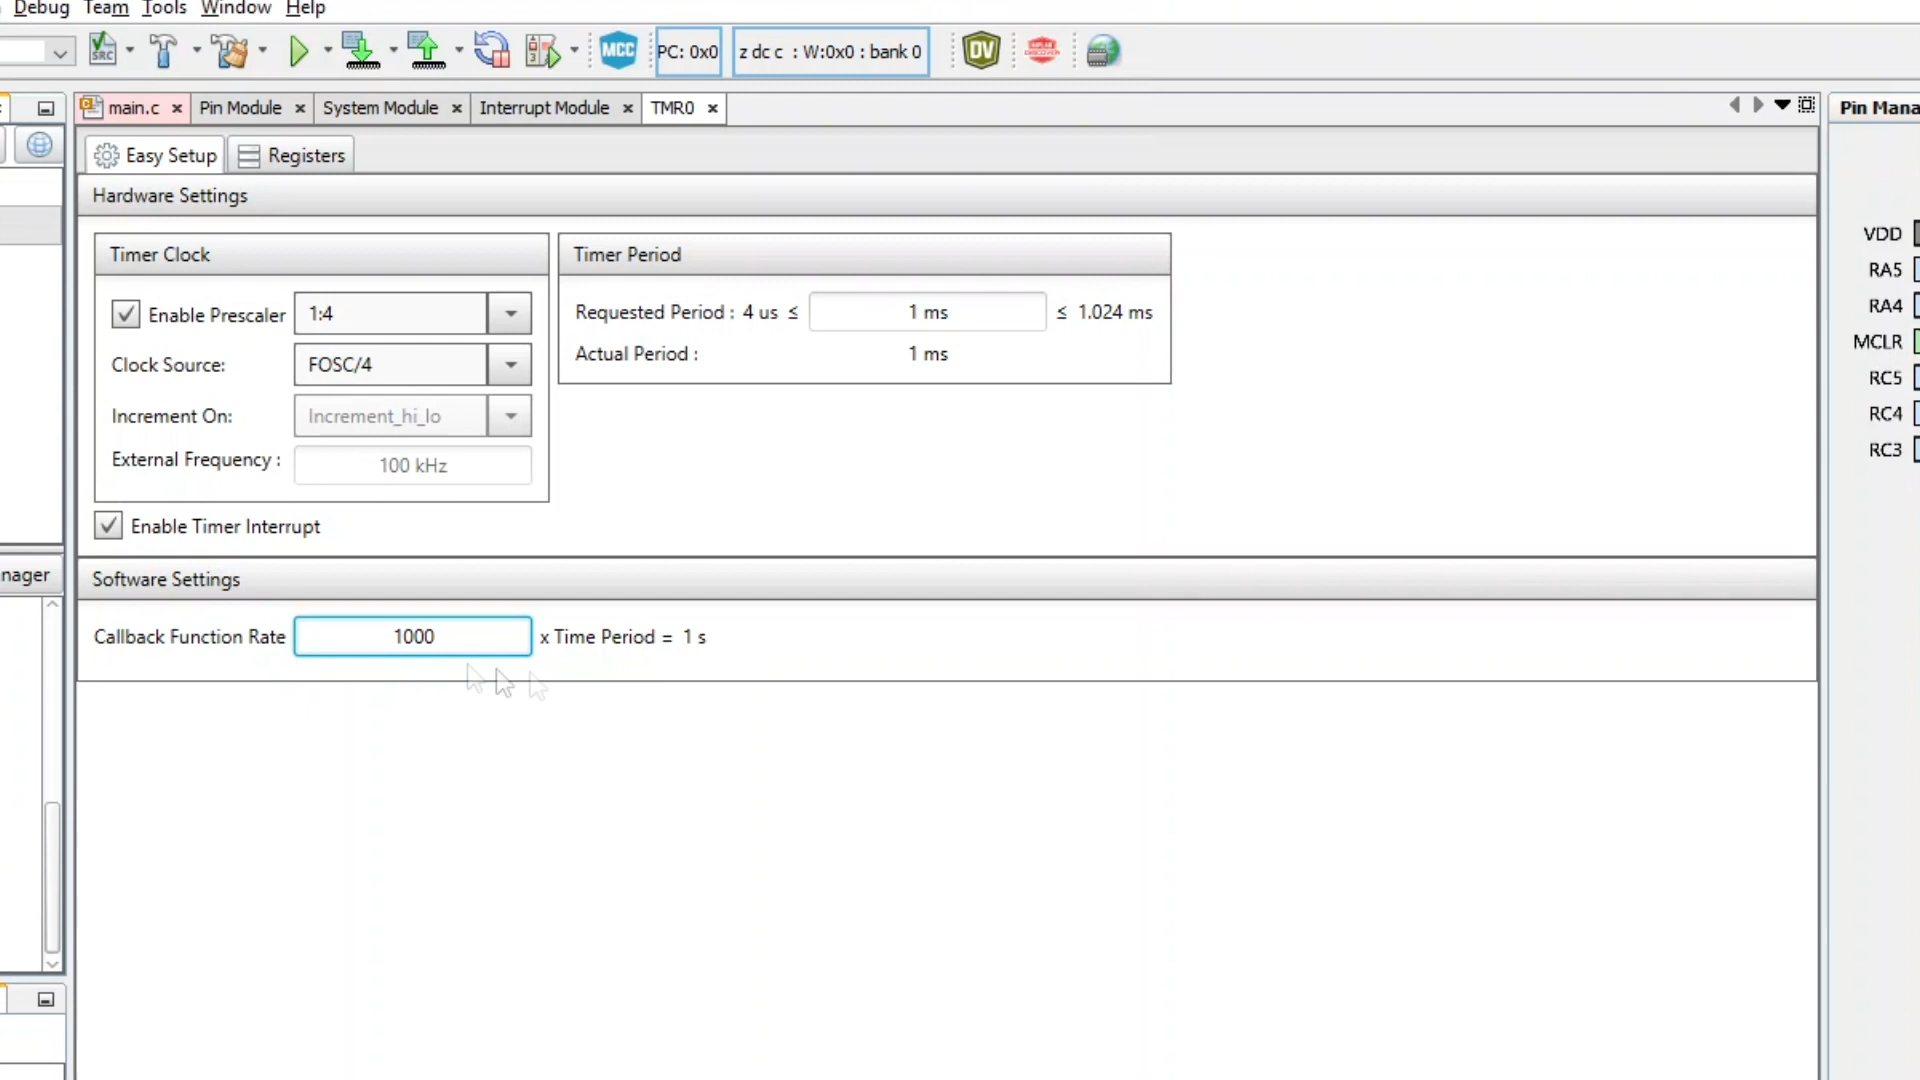 Debug Team Tools Window Help
SRC MCC PC: 0x0 z dc c : W:0x0 : bank 0 DV
main.c Pin Module System Module Interrupt Module TMR0 Pin Mana
Easy Setup Registers
Hardware Settings
Timer Clock
Enable Prescaler 1:4
Clock Source: FOSC/4
Increment On: Increment_hi_lo
External Frequency : 100 kHz
Timer Period
Requested Period : 4 us ≤ 1 ms ≤ 1.024 ms
Actual Period : 1 ms
Enable Timer Interrupt
nager
Software Settings
Callback Function Rate 1000 x Time Period = 1 s
VDD
RA5
RA4
MCLR
RC5
RC4
RC3